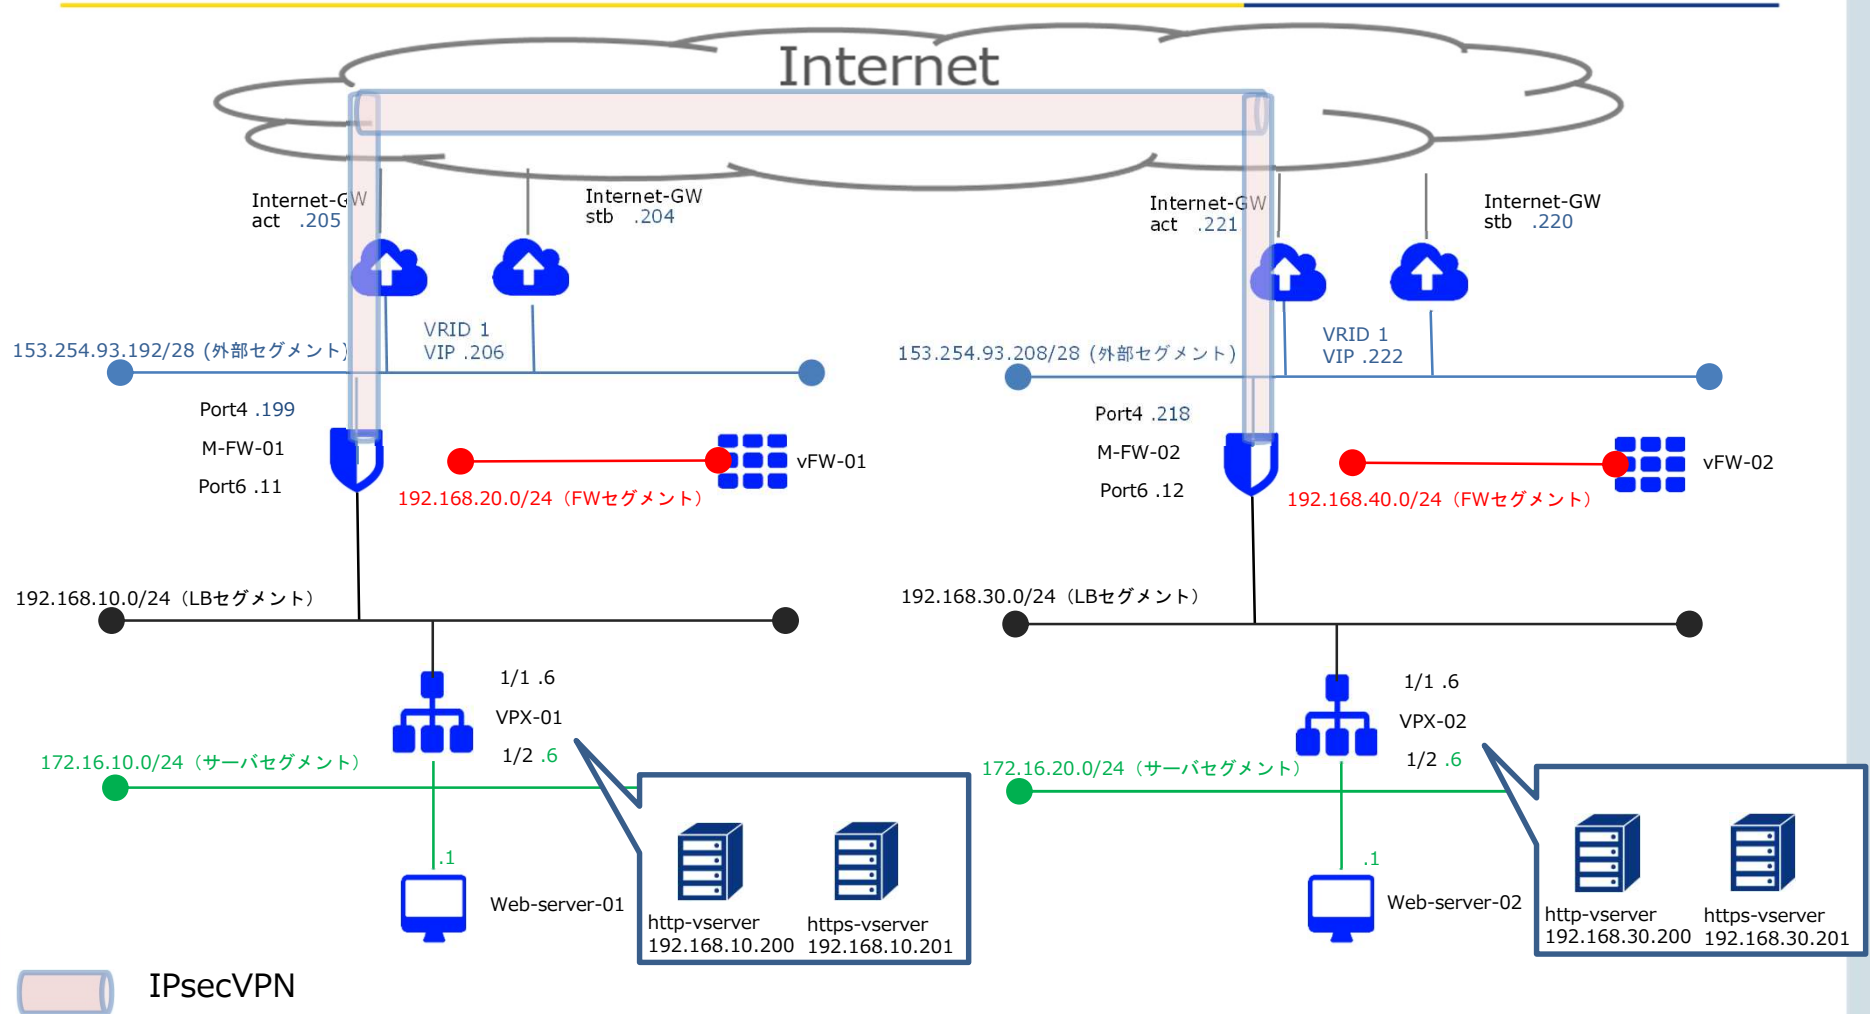 Internet
Internet-GW
act .205
Internet-GW
stb .204
Internet-GW
act .221
Internet-GW
stb .220
VRID 1
VIP .206
VRID 1
VIP .222
153.254.93.192/28 (外部セグメント)
153.254.93.208/28 (外部セグメント)
Port4 .199
M-FW-01
Port6 .11
vFW-01
192.168.20.0/24（FWセグメント）
Port4 .218
M-FW-02
Port6 .12
vFW-02
192.168.40.0/24（FWセグメント）
192.168.10.0/24（LBセグメント）
192.168.30.0/24（LBセグメント）
1/1 .6
VPX-01
1/2 .6
1/1 .6
VPX-02
1/2 .6
172.16.10.0/24（サーバセグメント）
172.16.20.0/24（サーバセグメント）
.1
Web-server-01
http-vserver
192.168.10.200
https-vserver
192.168.10.201
.1
Web-server-02
http-vserver
192.168.30.200
https-vserver
192.168.30.201
IPsecVPN